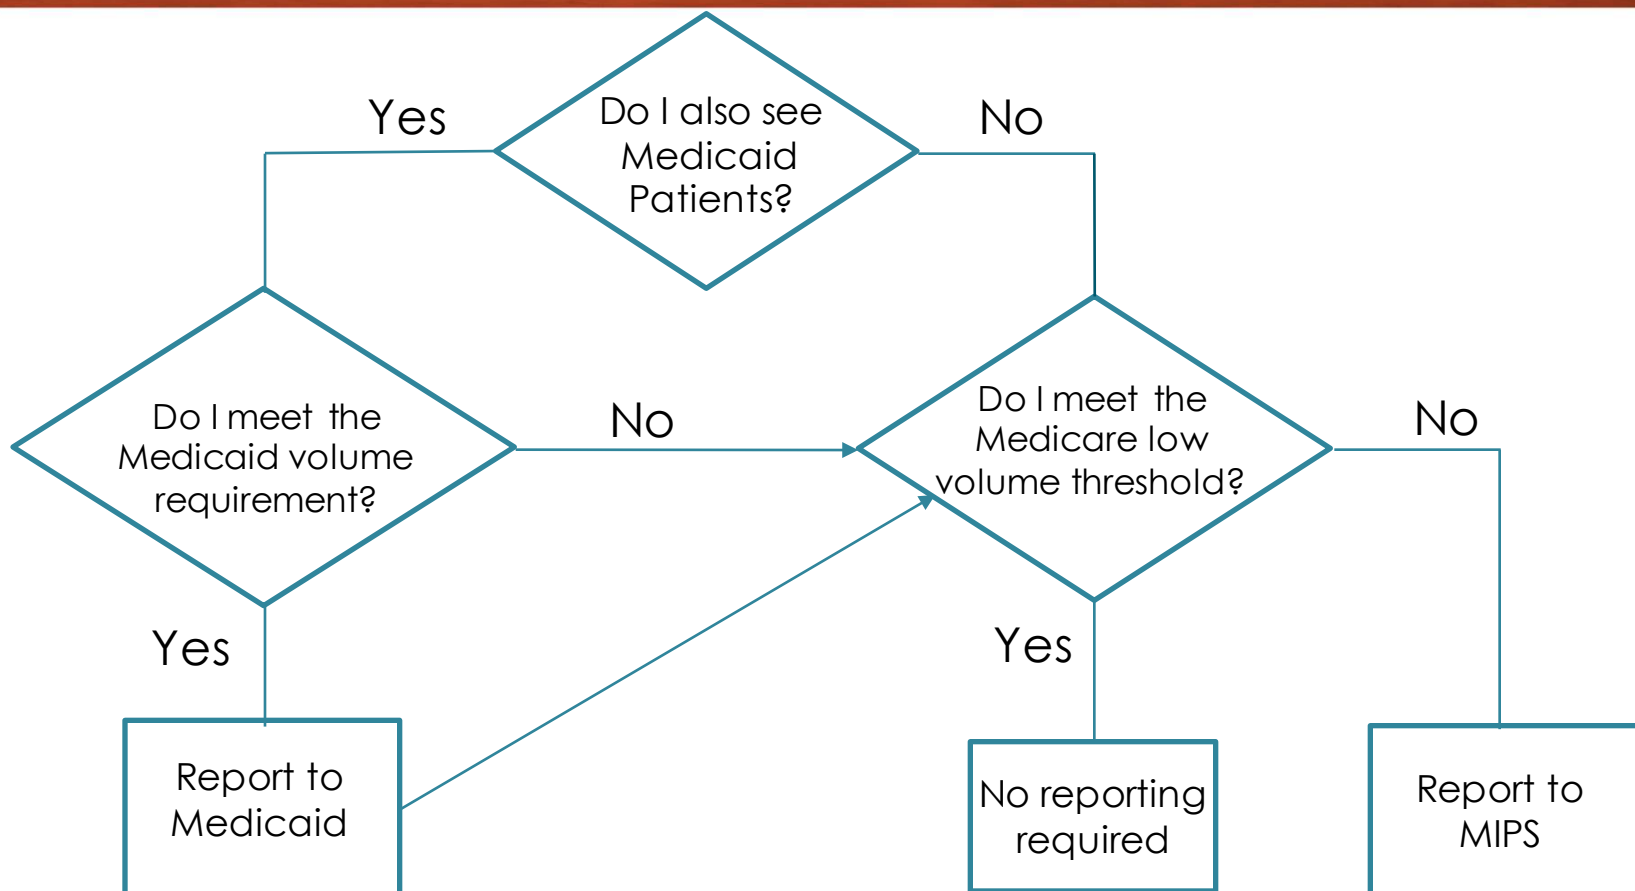 Yes
Do I also see
Medicaid
Patients?
No
Do I meet the
Medicaid volume
requirement?
No
Do I meet the
Medicare low
volume threshold?
No
Yes
Yes
Report to
Medicaid
No reporting
required
Report to
MIPS